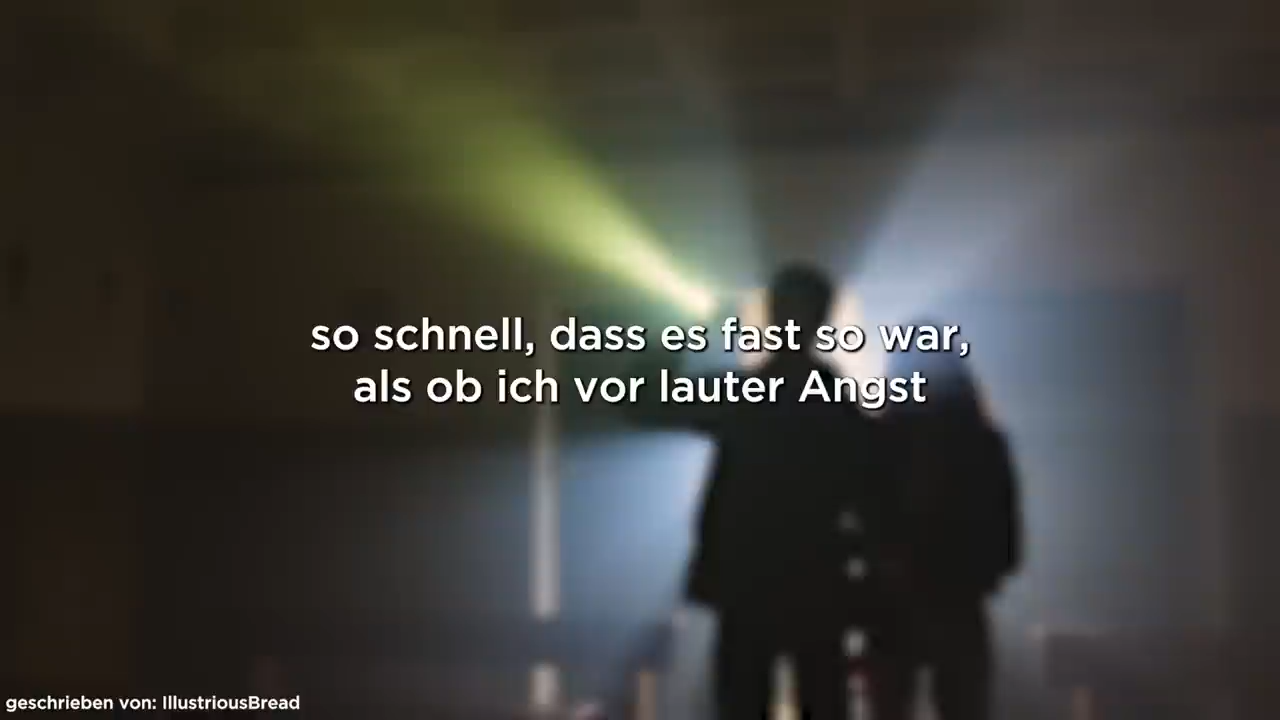 so schnell, dass es fast so war,
als ob ich vor lauter Angst
geschrieben von: IllustriousBread